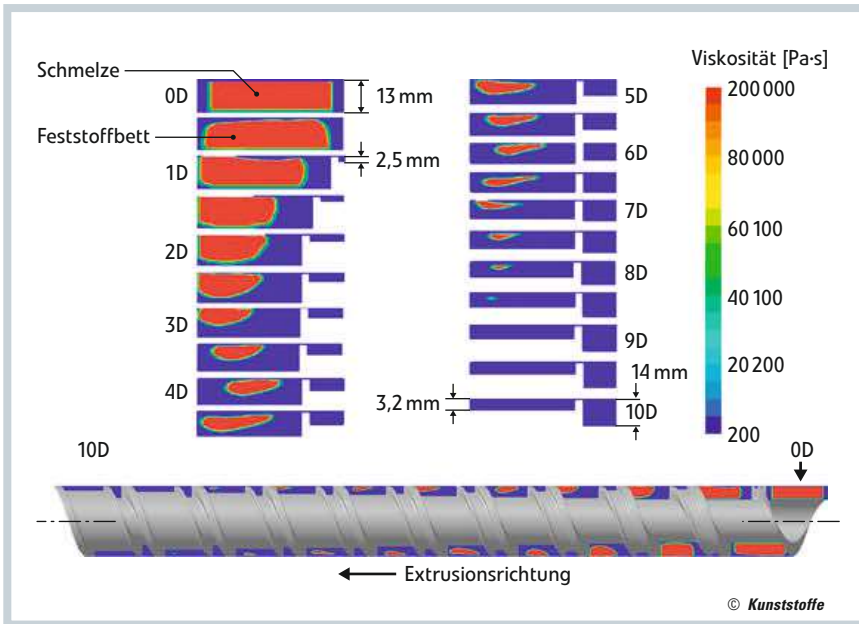 Schmelze
Feststoffbett
0D
1D
2D
3D
4D
13 mm
2,5 mm
5D
6D
7D
8D
9D
10D
14 mm
3,2 mm
Viskosität [Pa·s]
200 000
80 000
60 100
40 100
20 200
200
10D
0D
Extrusionsrichtung
© Kunststoffe